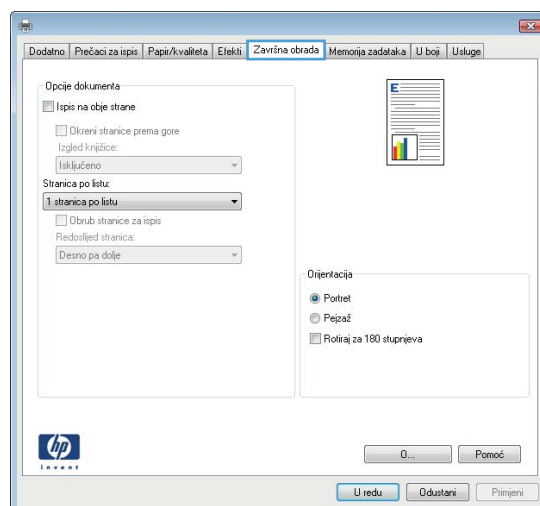 Dodatno Prečaci za ispis Papir/kvaliteta Efekti Završna obrada Memorija zadataka U boji Usluge
Opcije dokumenta
Ispis na obje strane
Okreni stranice prema gore
Izgled knjižice:
Isključeno
Stranica po listu:
1 stranica po listu
Obrub stranice za ispis
Redoslijed stranica:
Desno pa dolje
E
Orijentacija
Portret
Pejzaž
Rotiraj za 180 stupnjeva
hp
invent
O...
Pomoć
U redu
Odustani
Primijeni